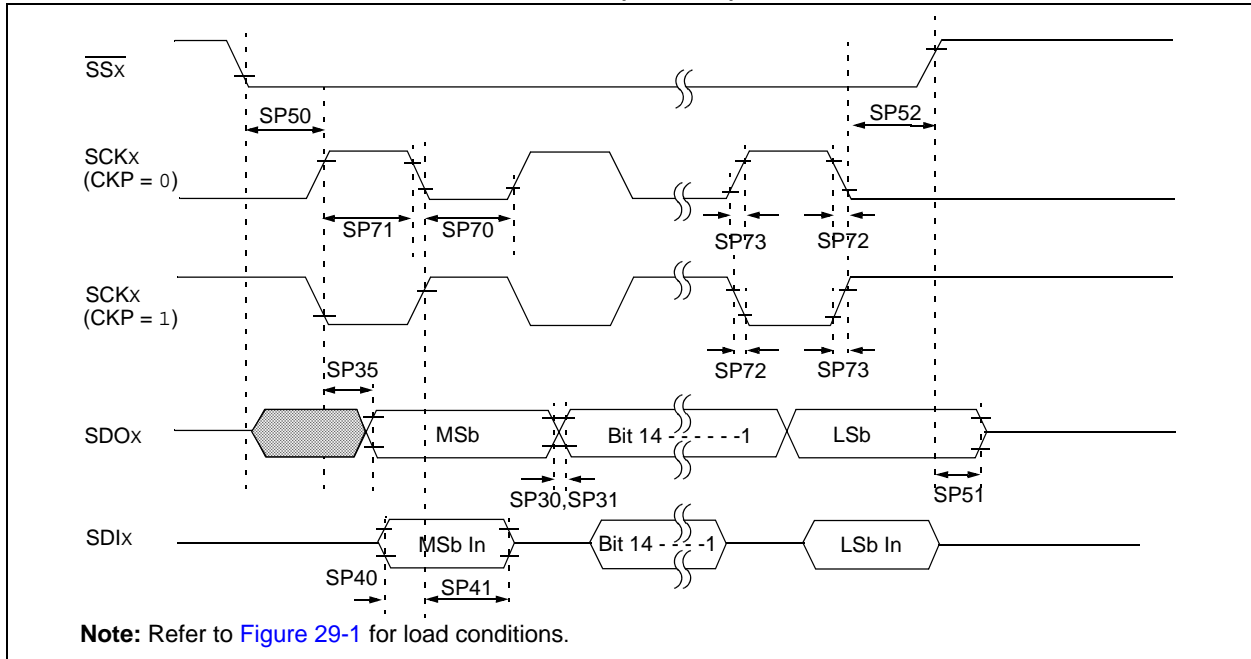 SSX
SP50
SP52
SCKX
(CKP = 0)
SP71
SP70
SP73
SP72
SCKX
(CKP = 1)
SP35
SP72
SP73
SDOX
MSb
Bit 14 - - - - - -1
LSb
SP30,SP31
SP51
SDIX
MSb In
Bit 14 - - - -1
LSb In
SP40
SP41
Note: Refer to Figure 29-1 for load conditions.